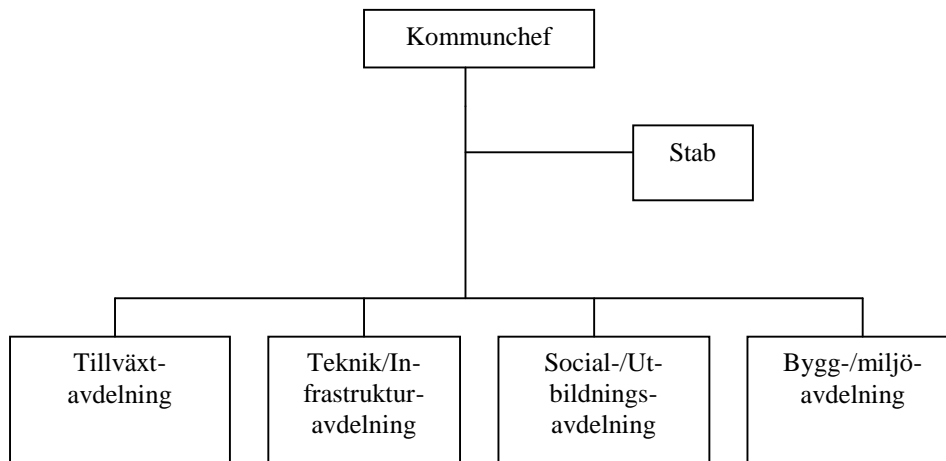 Kommunchef
Stab
Tillväxt-
avdelning
Teknik/In-
frastruktur-
avdelning
Social-/Ut-
bildnings-
avdelning
Bygg-/miljö-
avdelning